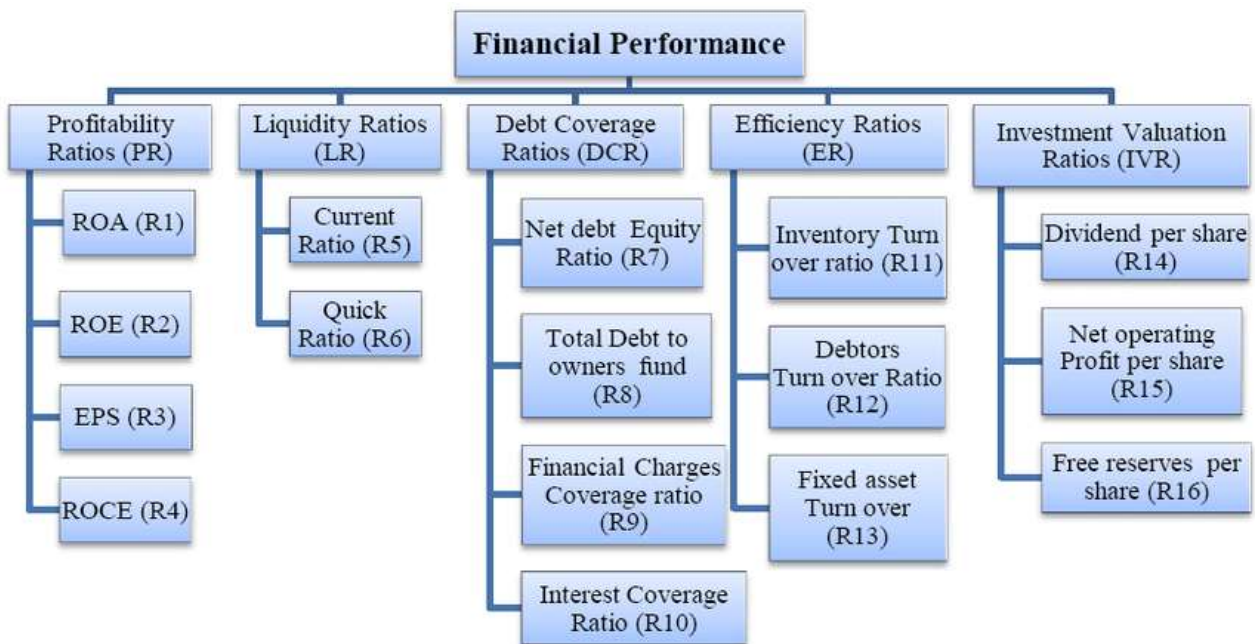 Financial Performance
Profitability
Ratios (PR)
ROA (R1)
ROE (R2)
EPS (R3)
ROCE (R4)
Liquidity Ratios
(LR)
Current
Ratio (R5)
Quick
Ratio (R6)
Debt Coverage
Ratios (DCR)
Net debt Equity
Ratio (R7)
Total Debt to
owners fund
(R8)
Financial Charges
Coverage ratio
(R9)
Interest Coverage
Ratio (R10)
Efficiency Ratios
(ER)
Inventory Turn
over ratio (R11)
Debtors
Turn over Ratio
(R12)
Fixed asset
Turn over
(R13)
Investment Valuation
Ratios (IVR)
Dividend per share
(R14)
Net operating
Profit per share
(R15)
Free reserves per
share (R16)